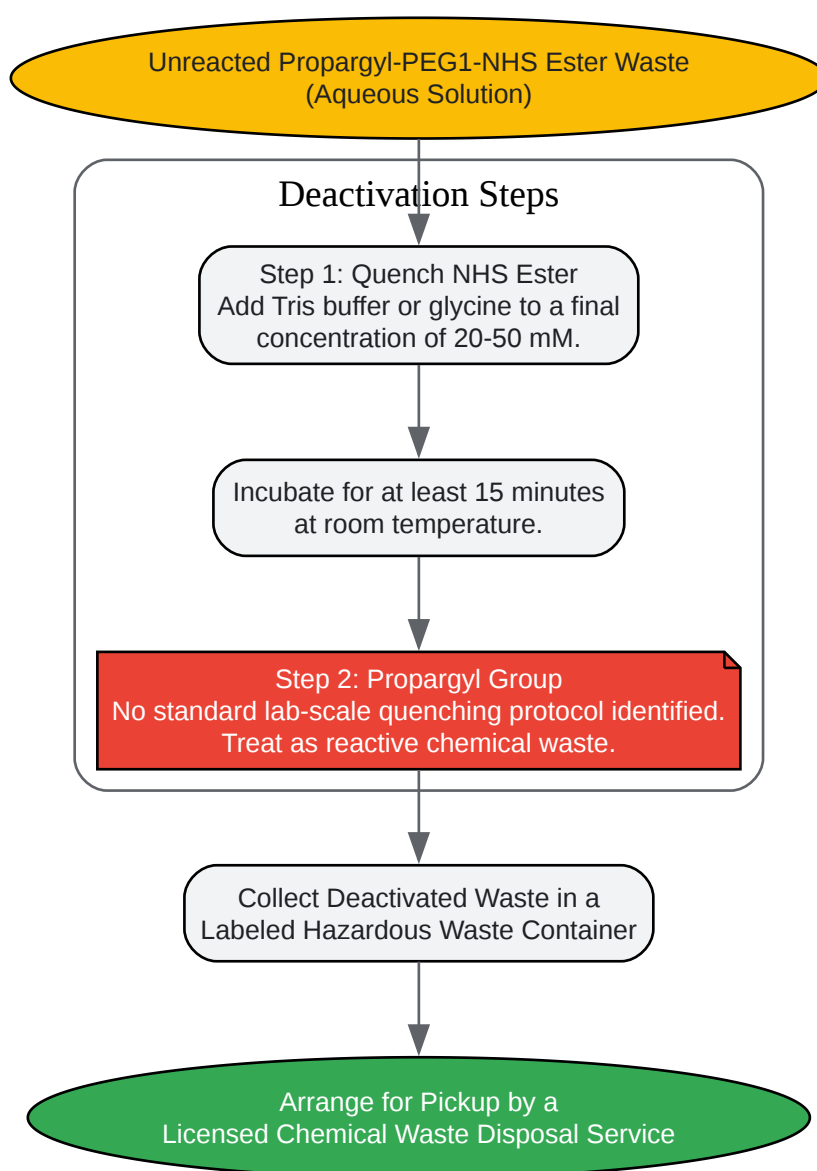 Unreacted Propargyl-PEG1-NHS Ester Waste
(Aqueous Solution)
Deactivation Steps
Step 1: Quench NHS Ester
Add Tris buffer or glycine to a final
concentration of 20-50 mM.
Incubate for at least 15 minutes
at room temperature.
Step 2: Propargyl Group
No standard lab-scale quenching protocol identified.
Treat as reactive chemical waste.
Collect Deactivated Waste in a
Labeled Hazardous Waste Container
Arrange for Pickup by a
Licensed Chemical Waste Disposal Service